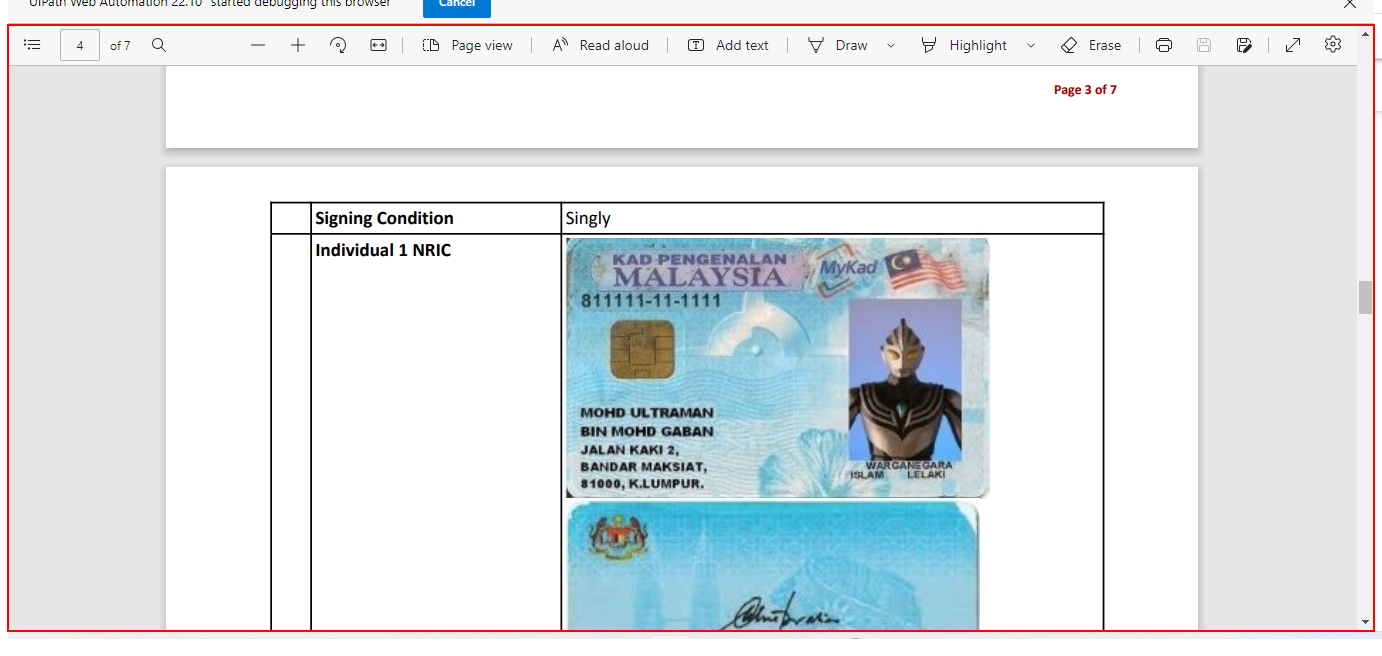 "UiPath Web Automation 22.10" started debugging this browser
Cancel
4 of 7
Page view
Read aloud
Add text
Draw
Highlight
Erase
Page 3 of 7
Signing Condition
Singly
Individual 1 NRIC
KAD PENGENALAN
MALAYSIA
MyKad
811111-11-1111
MOHD ULTRAMAN
BIN MOHD GABAN
JALAN KAKI 2,
BANDAR MAKSIAT,
81000, K.LUMPUR.
WARGANEGARA
ISLAM LELAKI